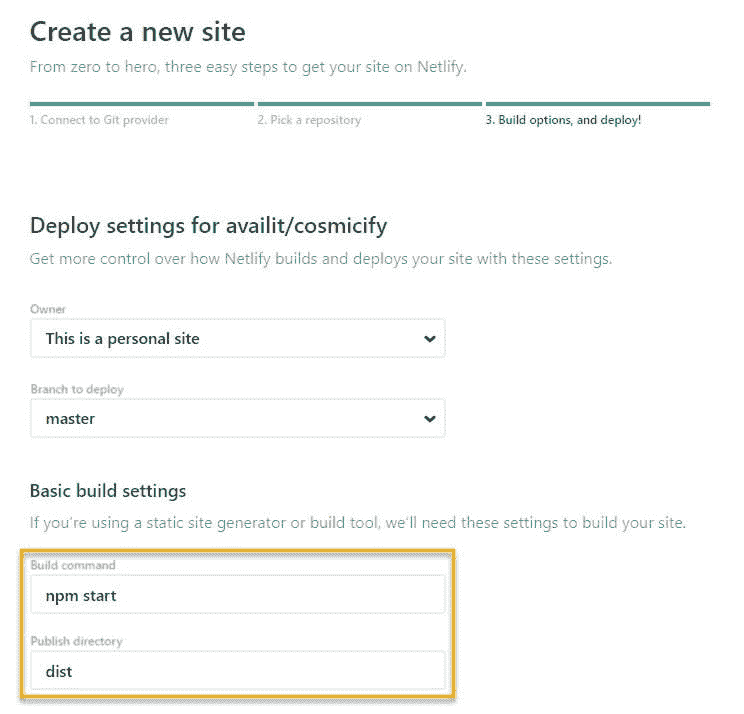 Create a new site
From zero to hero, three easy steps to get your site on Netlify.
1. Connect to Git provider
2. Pick a repository
3. Build options, and deploy!
Deploy settings for availit/cosmicify
Get more control over how Netlify builds and deploys your site with these settings.
Owner
This is a personal site
Branch to deploy
master
Basic build settings
If you're using a static site generator or build tool, we'll need these settings to build your site.
Build command
npm start
Publish directory
dist